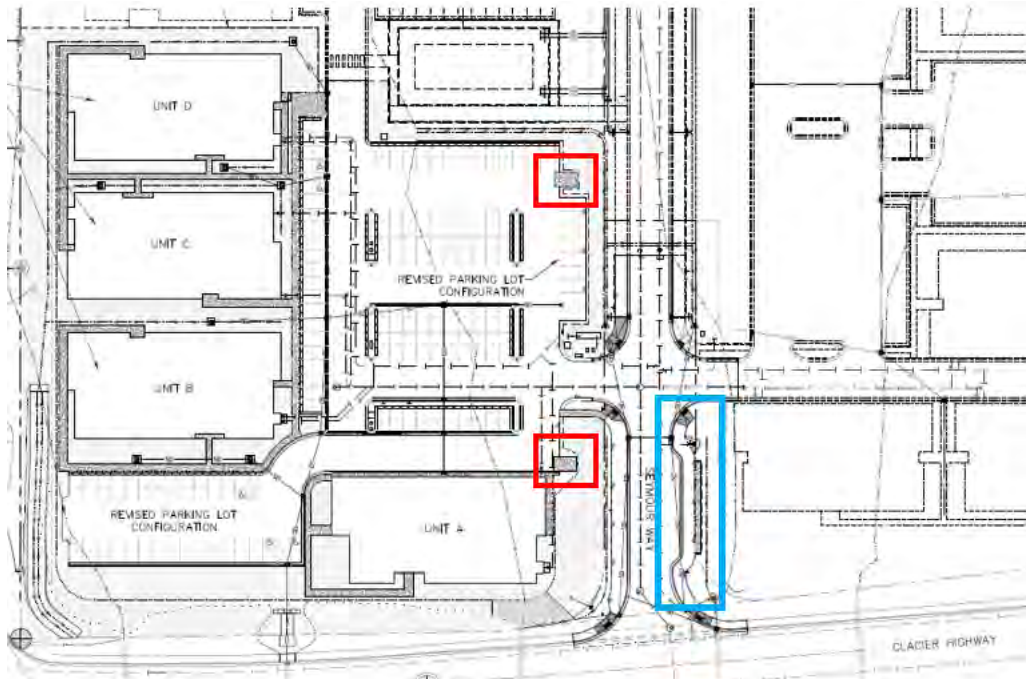 UNIT D
UNIT C
REVISED PARKING LOT
CONFIGURATION
UNIT B
SEYMOUR WAY
REVISED PARKING LOT
CONFIGURATION
UNIT A
GLACIER HIGHWAY